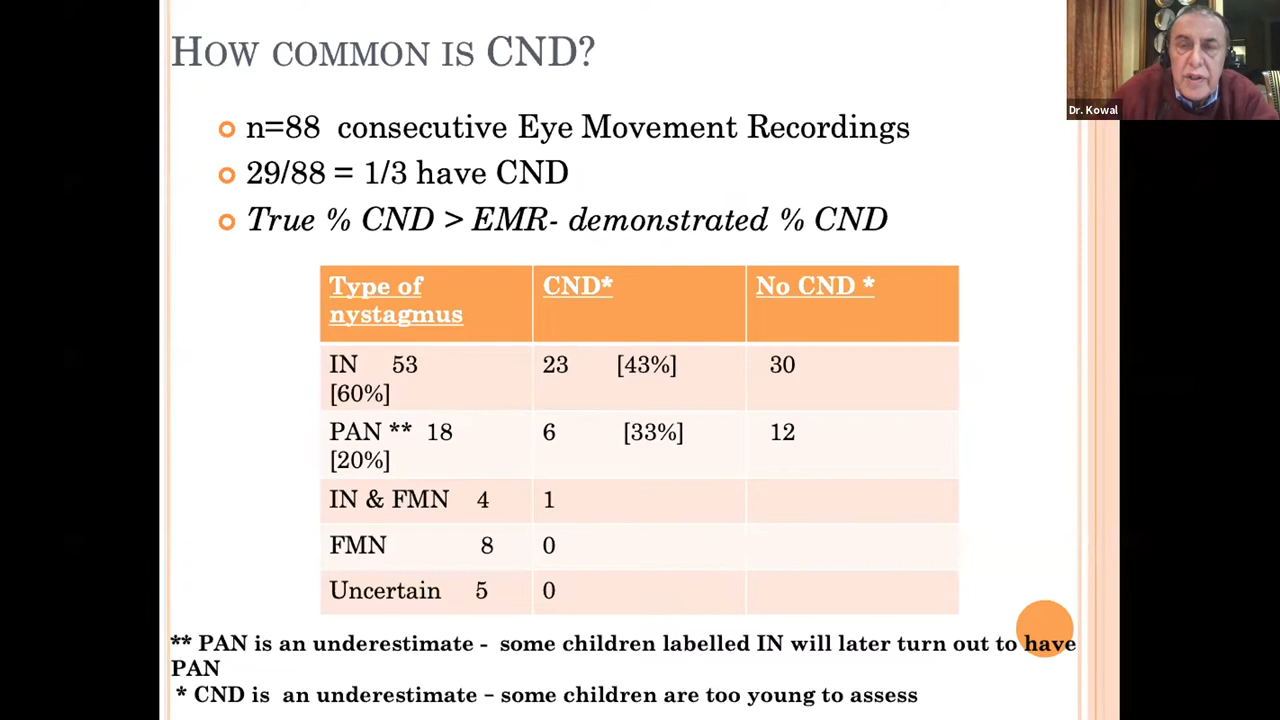 HOW COMMON IS CND?
Dr. Kowal
n=88 consecutive Eye Movement Recordings
29/88 = 1/3 have CND
True % CND > EMR- demonstrated % CND
Type of nystagmus CND* No CND *
IN 53 [60%] 23 [43%] 30
PAN ** 18 [20%] 6 [33%] 12
IN & FMN 4 1
FMN 8 0
Uncertain 5 0
** PAN is an underestimate - some children labelled IN will later turn out to have
PAN
* CND is an underestimate – some children are too young to assess